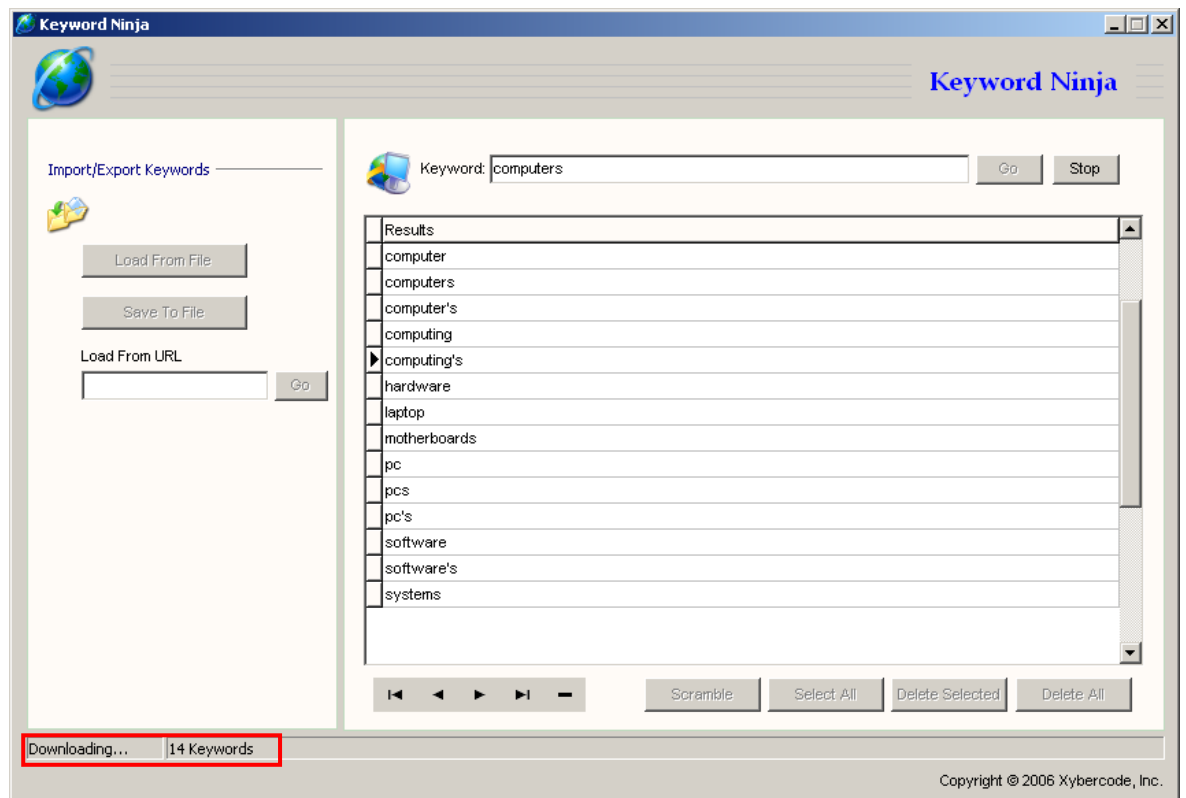 Keyword Ninja
Keyword Ninja
Import/Export Keywords
Load From File
Save To File
Load From URL
Go
Keyword: computers Go Stop
Results
computer
computers
computer's
computing
computing's
hardware
laptop
motherboards
pc
pcs
pc's
software
software's
systems
Scramble Select All Delete Selected Delete All
Downloading... 14 Keywords
Copyright © 2006 Xybercode, Inc.